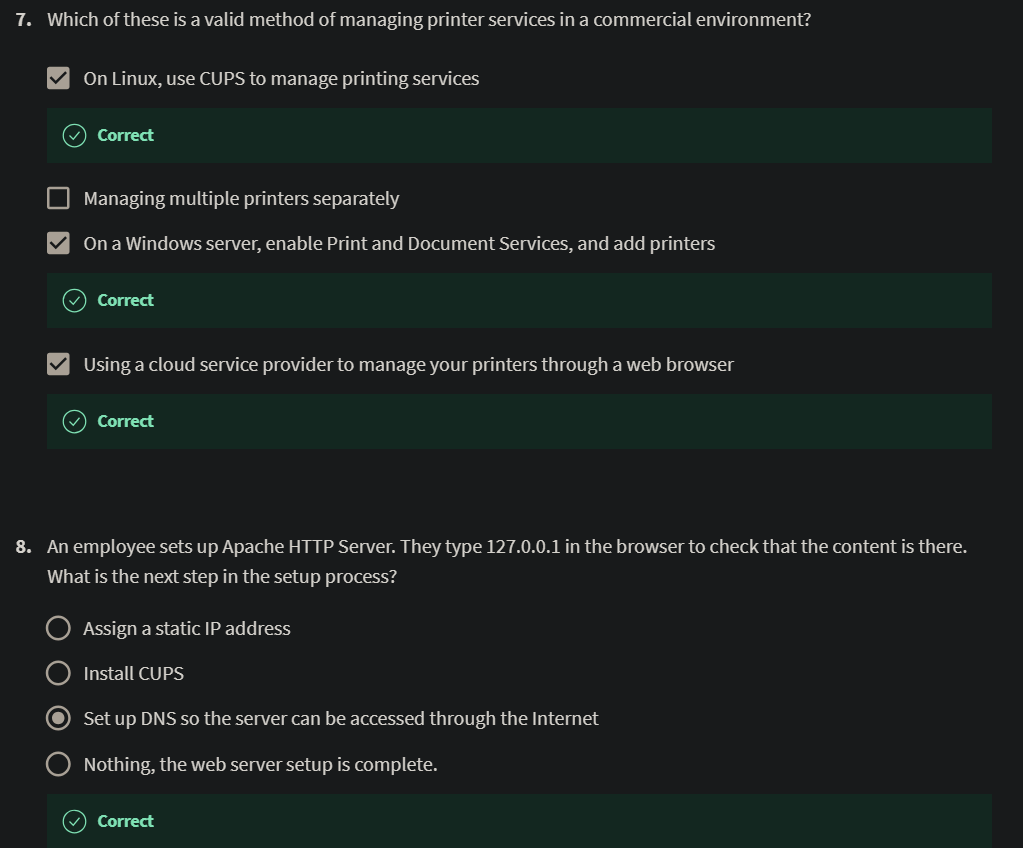 7. Which of these is a valid method of managing printer services in a commercial environment?
On Linux, use CUPS to manage printing services
Correct
Managing multiple printers separately
On a Windows server, enable Print and Document Services, and add printers
Correct
Using a cloud service provider to manage your printers through a web browser
Correct
8. An employee sets up Apache HTTP Server. They type 127.0.0.1 in the browser to check that the content is there.
What is the next step in the setup process?
Assign a static IP address
Install CUPS
Set up DNS so the server can be accessed through the Internet
Nothing, the web server setup is complete.
Correct